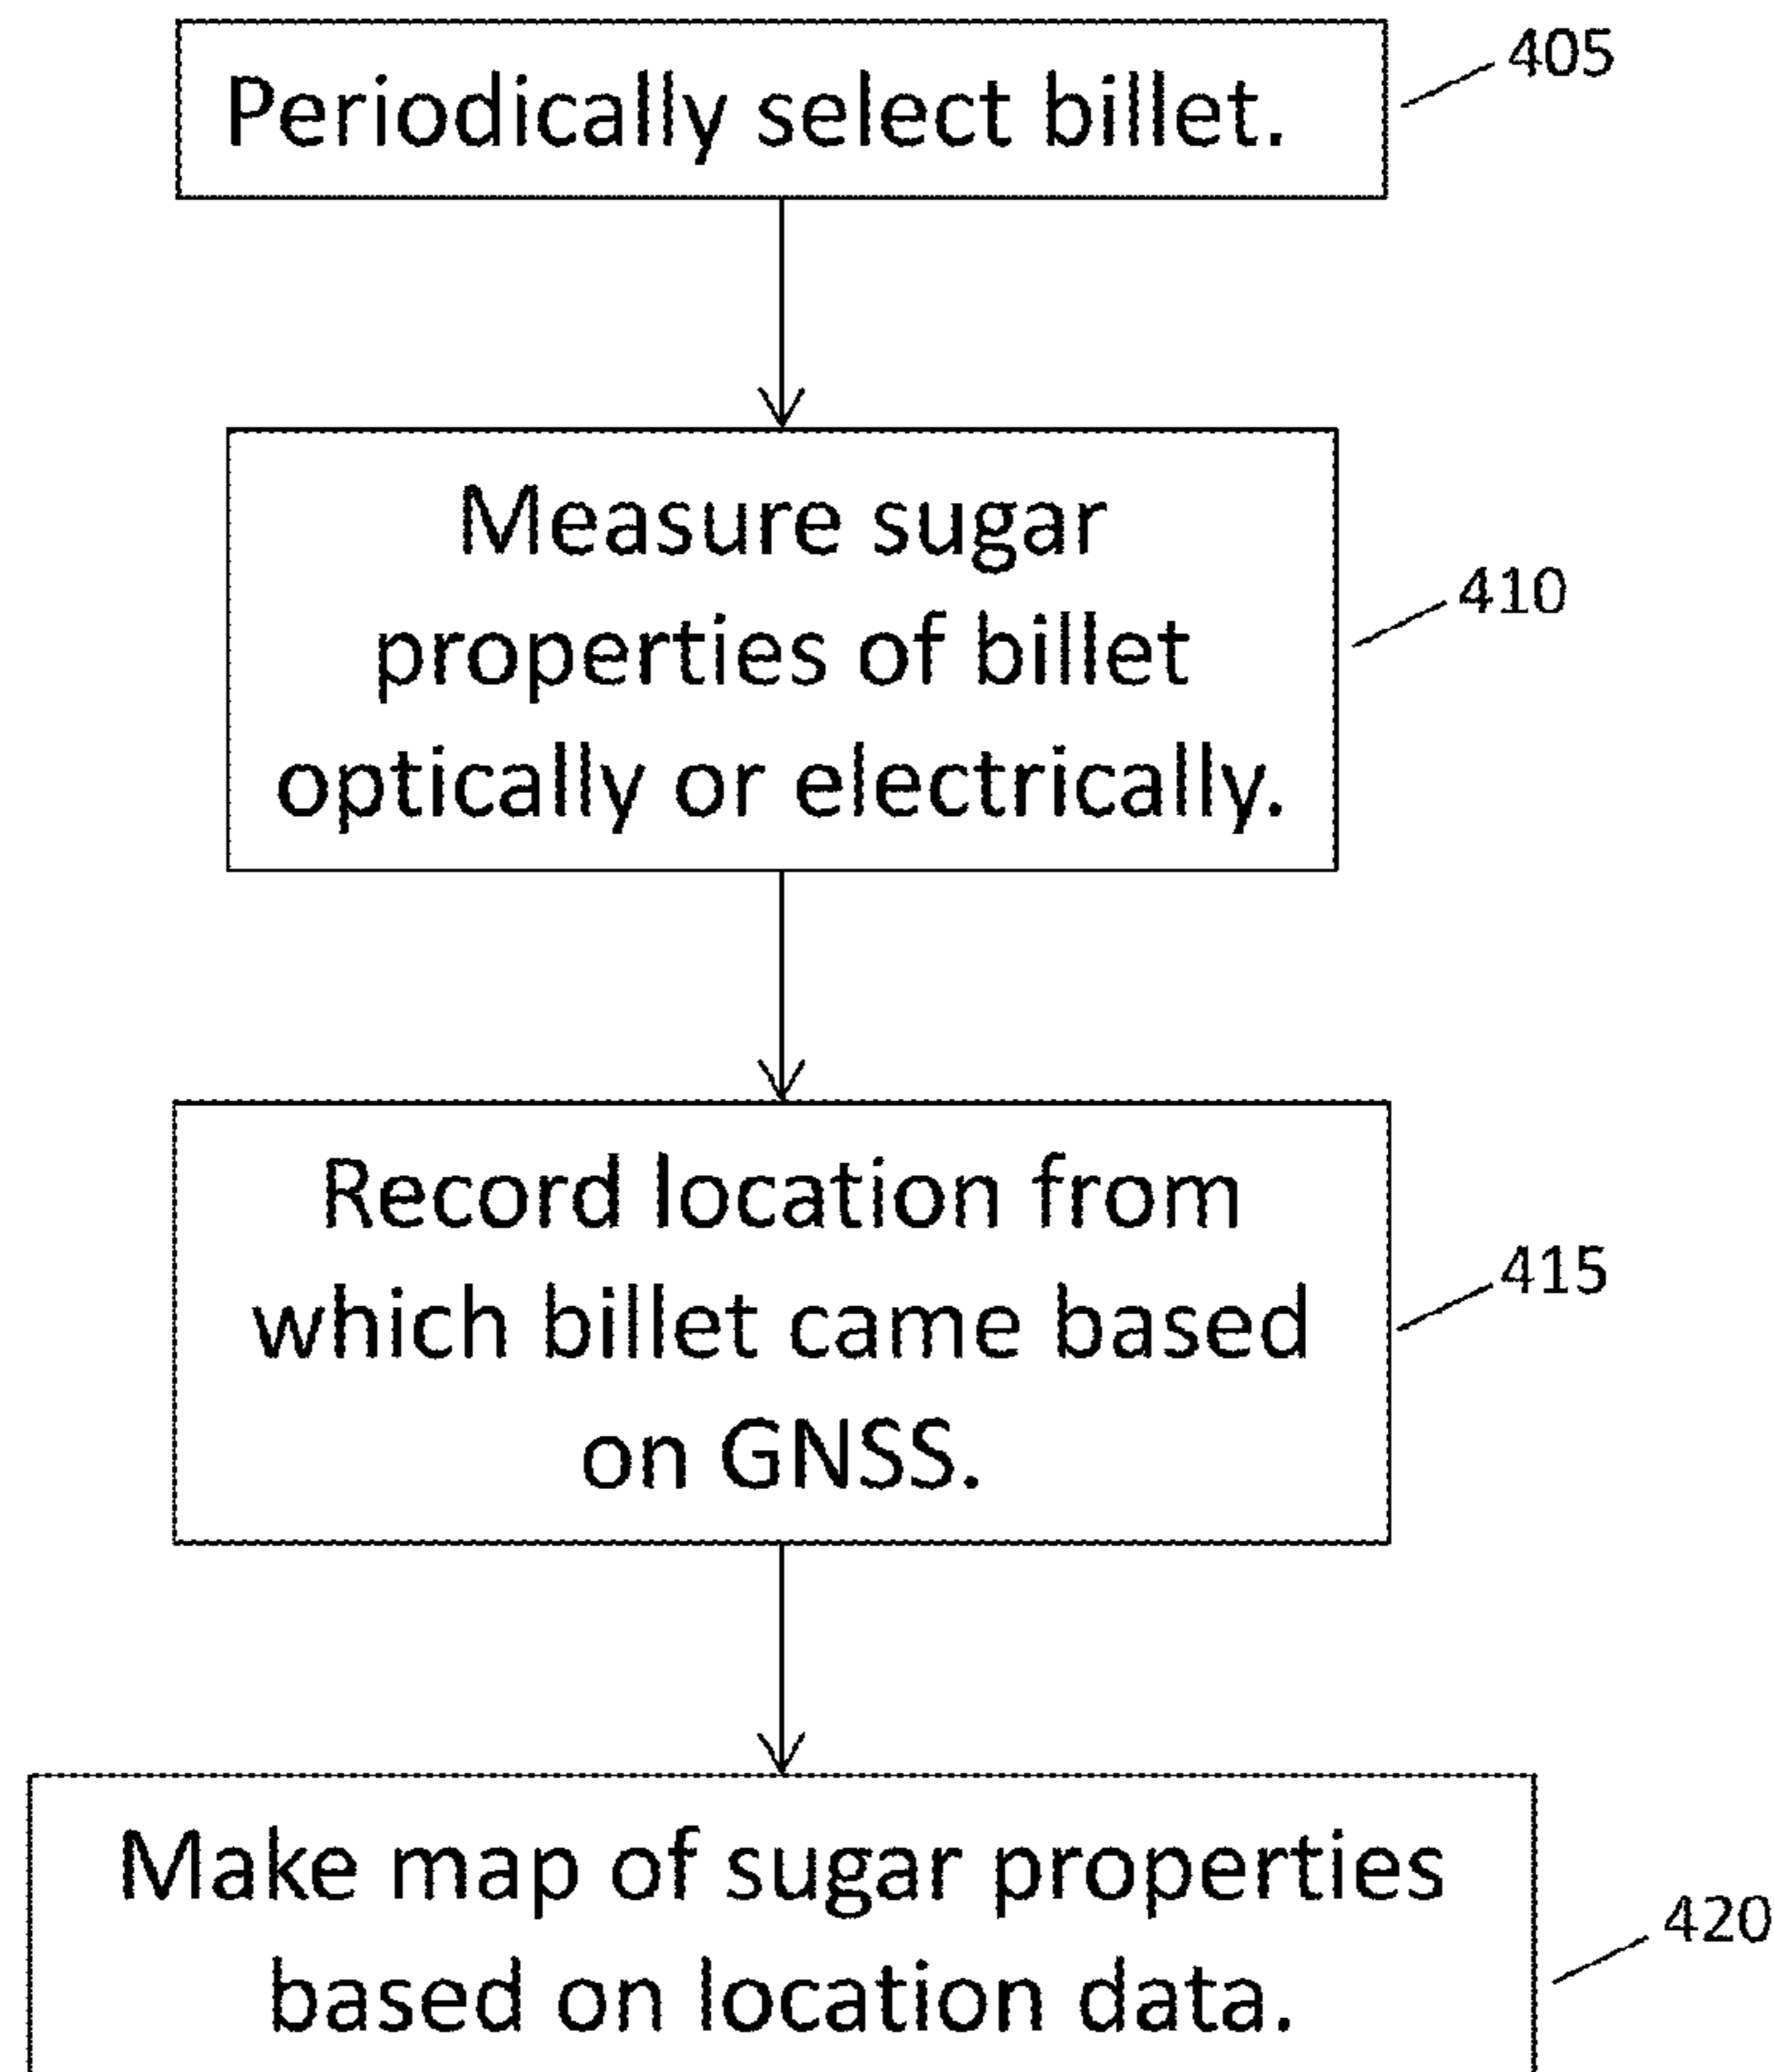 Periodically select billet.
405
Measure sugar
properties of billet
optically or electrically.
410
Record location from
which billet came based
on GNSS.
415
Make map of sugar properties
based on location data.
420